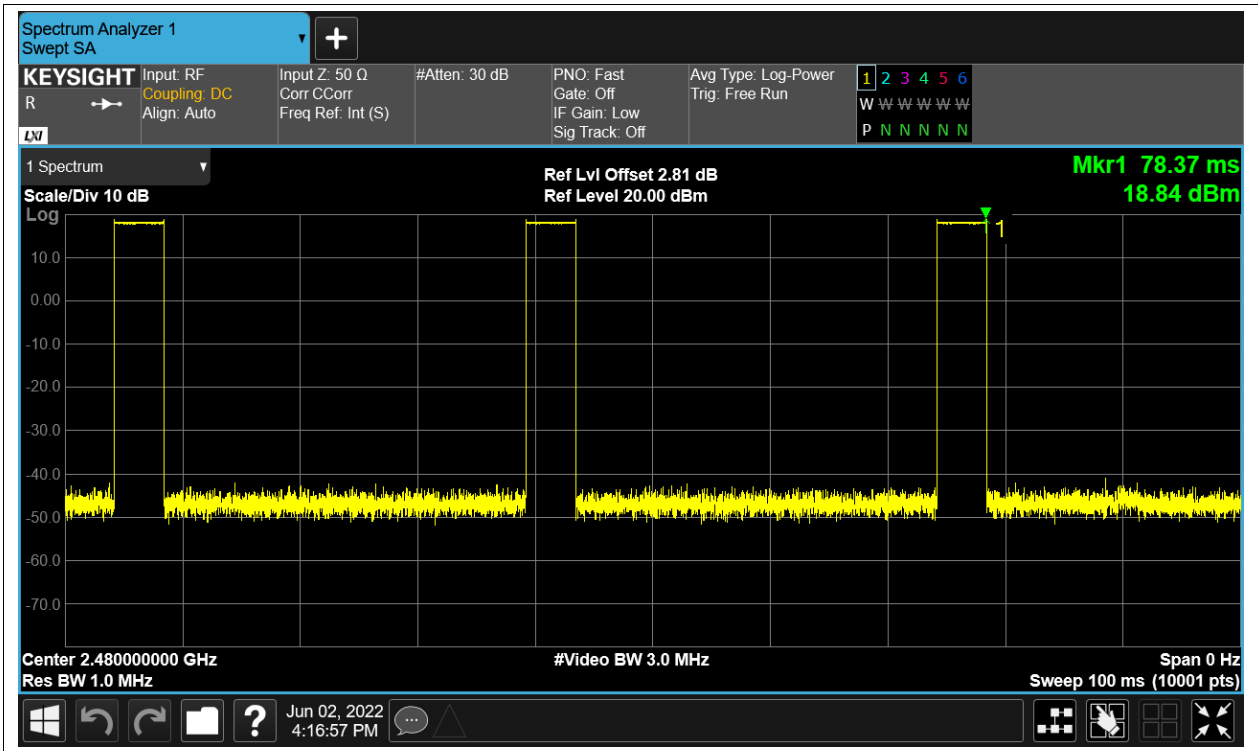 Spectrum Analyzer 1
Swept SA
KEYSIGHT
R
LXI
Input: RF
Coupling: DC
Align: Auto
Input Z: 50 Ω
Corr CCorr
Freq Ref: Int (S)
#Atten: 30 dB
PNO: Fast
Gate: Off
IF Gain: Low
Sig Track: Off
Avg Type: Log-Power
Trig: Free Run
1 2 3 4 5 6
W W W W W W
P N N N N N
1 Spectrum
Scale/Div 10 dB
Ref Lvl Offset 2.81 dB
Ref Level 20.00 dBm
Mkr1 78.37 ms
18.84 dBm
Log
1
10.0
0.00
-10.0
-20.0
-30.0
-40.0
-50.0
-60.0
-70.0
Center 2.480000000 GHz
Res BW 1.0 MHz
#Video BW 3.0 MHz
Span 0 Hz
Sweep 100 ms (10001 pts)
?
Jun 02, 2022
4:16:57 PM